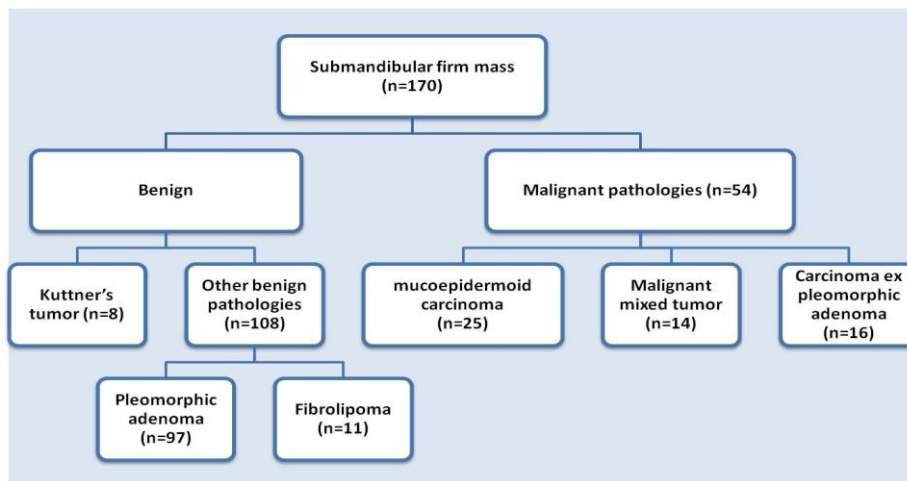 Submandibular firm mass
(n=170)
Benign
Malignant pathologies (n=54)
Kuttner's
tumor (n=8)
Other benign
pathologies
(n=108)
mucoepidermoid
carcinoma
(n=25)
Malignant
mixed tumor
(n=14)
Carcinoma ex
pleomorphic
adenoma
(n=16)
Pleomorphic
adenoma
(n=97)
Fibrolipoma
(n=11)